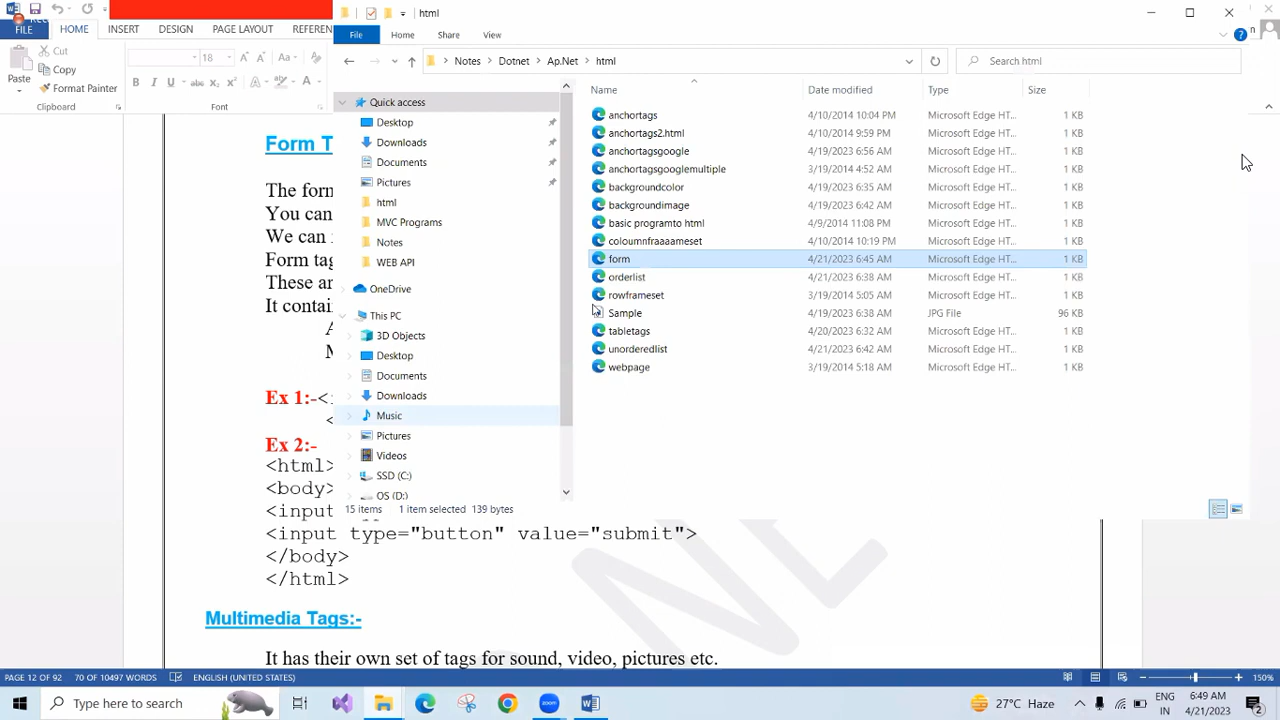 html
FILE HOME INSERT DESIGN PAGE LAYOUT
File Home Share View
Paste Cut
Copy
Format Painter
Clipboard
18
Aa
B I U abc X₂
A
Font
Notes > Dotnet > Ap.Net > html
Search html
Name Date modified Type Size
Quick access
Desktop
Downloads
Documents
Pictures
html
MVC Programs
Notes
WEB API
OneDrive
This PC
3D Objects
Desktop
Documents
Downloads
Music
Pictures
Videos
SSD (C:)
OS (D:)
anchortags 4/10/2014 10:04 PM Microsoft Edge HT... 1 KB
anchortags2.html 4/10/2014 9:59 PM Microsoft Edge HT... 1 KB
anchortagsgoogle 4/19/2023 6:56 AM Microsoft Edge HT... 1 KB
anchortagsgooglemultiple 3/19/2014 4:52 AM Microsoft Edge HT... 1 KB
backgroundcolor 4/19/2023 6:35 AM Microsoft Edge HT... 1 KB
backgroundimage 4/19/2023 6:42 AM Microsoft Edge HT... 1 KB
basic programto html 4/9/2014 11:08 PM Microsoft Edge HT... 1 KB
coloumnfraaaameset 4/10/2014 10:19 PM Microsoft Edge HT... 1 KB
form 4/21/2023 6:45 AM Microsoft Edge HT... 1 KB
orderlist 4/21/2023 6:38 AM Microsoft Edge HT... 1 KB
rowframeset 3/19/2014 5:05 AM Microsoft Edge HT... 1 KB
Sample 4/19/2023 6:38 AM JPG File 96 KB
tabletags 4/20/2023 6:32 AM Microsoft Edge HT... 1 KB
unorderedlist 4/21/2023 6:42 AM Microsoft Edge HT... 1 KB
webpage 3/19/2014 5:18 AM Microsoft Edge HT... 1 KB
15 items 1 item selected 139 bytes
Form T
The form
You can
We can
Form tag
These ar
It contai
Ex 1:-<
<
Ex 2:-
<html>
<body>
<input
<input type="button" value="submit">
</body>
</html>
Multimedia Tags:-
It has their own set of tags for sound, video, pictures etc.
PAGE 12 OF 92 70 OF 10497 WORDS ENGLISH (UNITED STATES) 150%
Type here to search
27°C Haze
ENG
IN
6:49 AM
4/21/2023
2